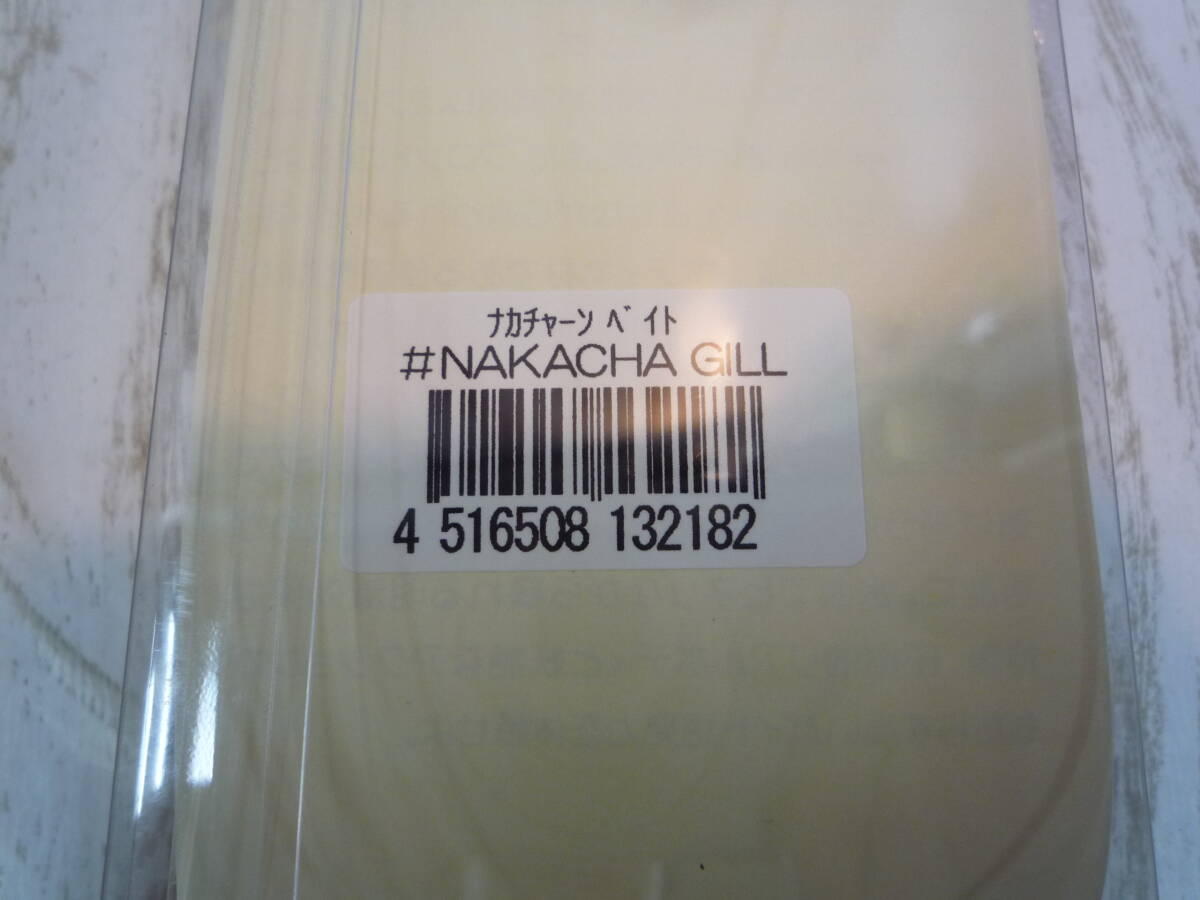 ﾅｶﾁｬｰﾝ ﾍﾞｲﾄ
#NAKACHA GILL
4 516508 132182